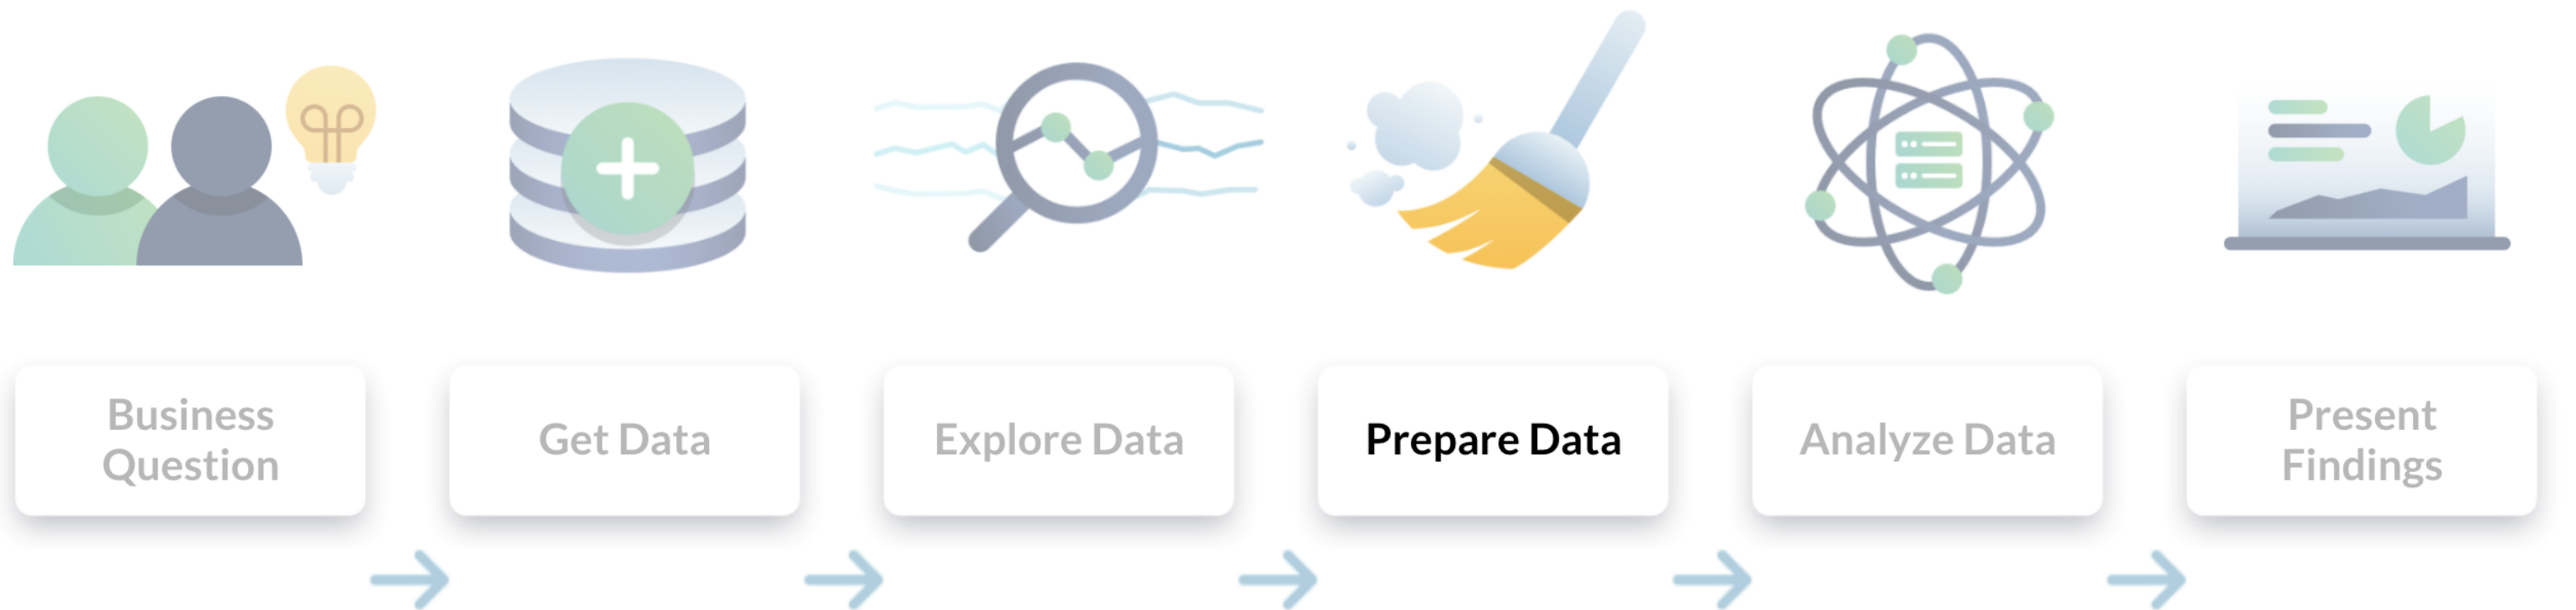 Business
Question
Get Data
Explore Data
Prepare Data
Analyze Data
Present
Findings